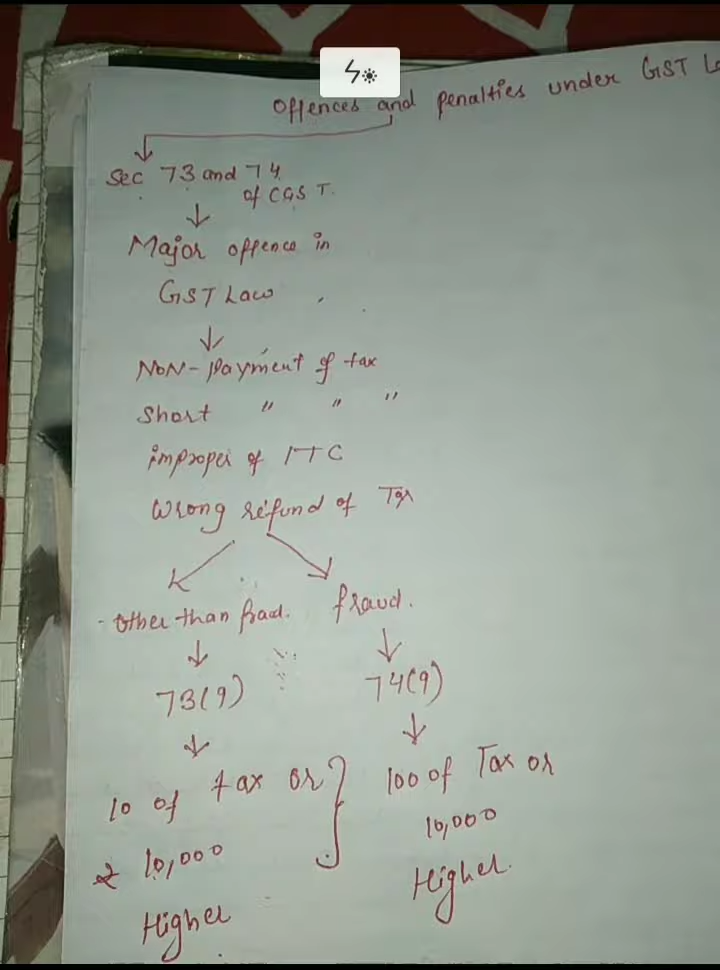 Offences and penalties under GST La
Sec 73 and 74
of CGS T.
Major offence in
GST Law
Non-payment of tax
Short " " "
improper of ITC
Wrong refund of Tax
other than fraud. fraud.
73(9) 74(9)
10 of tax or 100 of Tax or
₹ 10,000 10,000
Higher Higher.